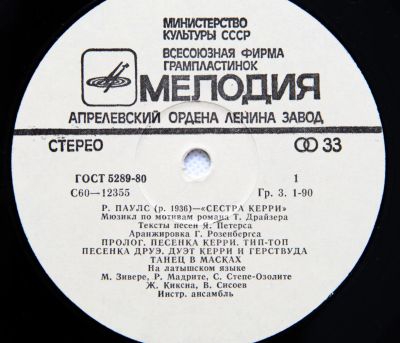 МИНИСТЕРСТВО
КУЛЬТУРЫ СССР
ВСЕСОЮЗНАЯ ФИРМА
ГРАМПЛАСТИНОК
МЕЛОДИЯ
АПРЕЛЕВСКИЙ ОРДЕНА ЛЕНИНА ЗАВОД
СТЕРЕО 33
ГОСТ 5289-80 1
С60—12355 Гр. 3. 1-90
Р. ПАУЛС (р. 1936)—«СЕСТРА КЕРРИ»
Мюзикл по мотивам романа Т. Драйзера
Тексты песен Я. Петерса
Аранжировка Г. Розенбергса
ПРОЛОГ. ПЕСЕНКА КЕРРИ. ТИП-ТОП
ПЕСЕНКА ДРУЭ. ДУЭТ КЕРРИ И ГЕРСТВУДА
ТАНЕЦ В МАСКАХ
На латышском языке
М. Зивере, Р. Мадрите, С. Степе-Озолите
Ж. Киксна, В. Сисоев
Инстр. ансамбль